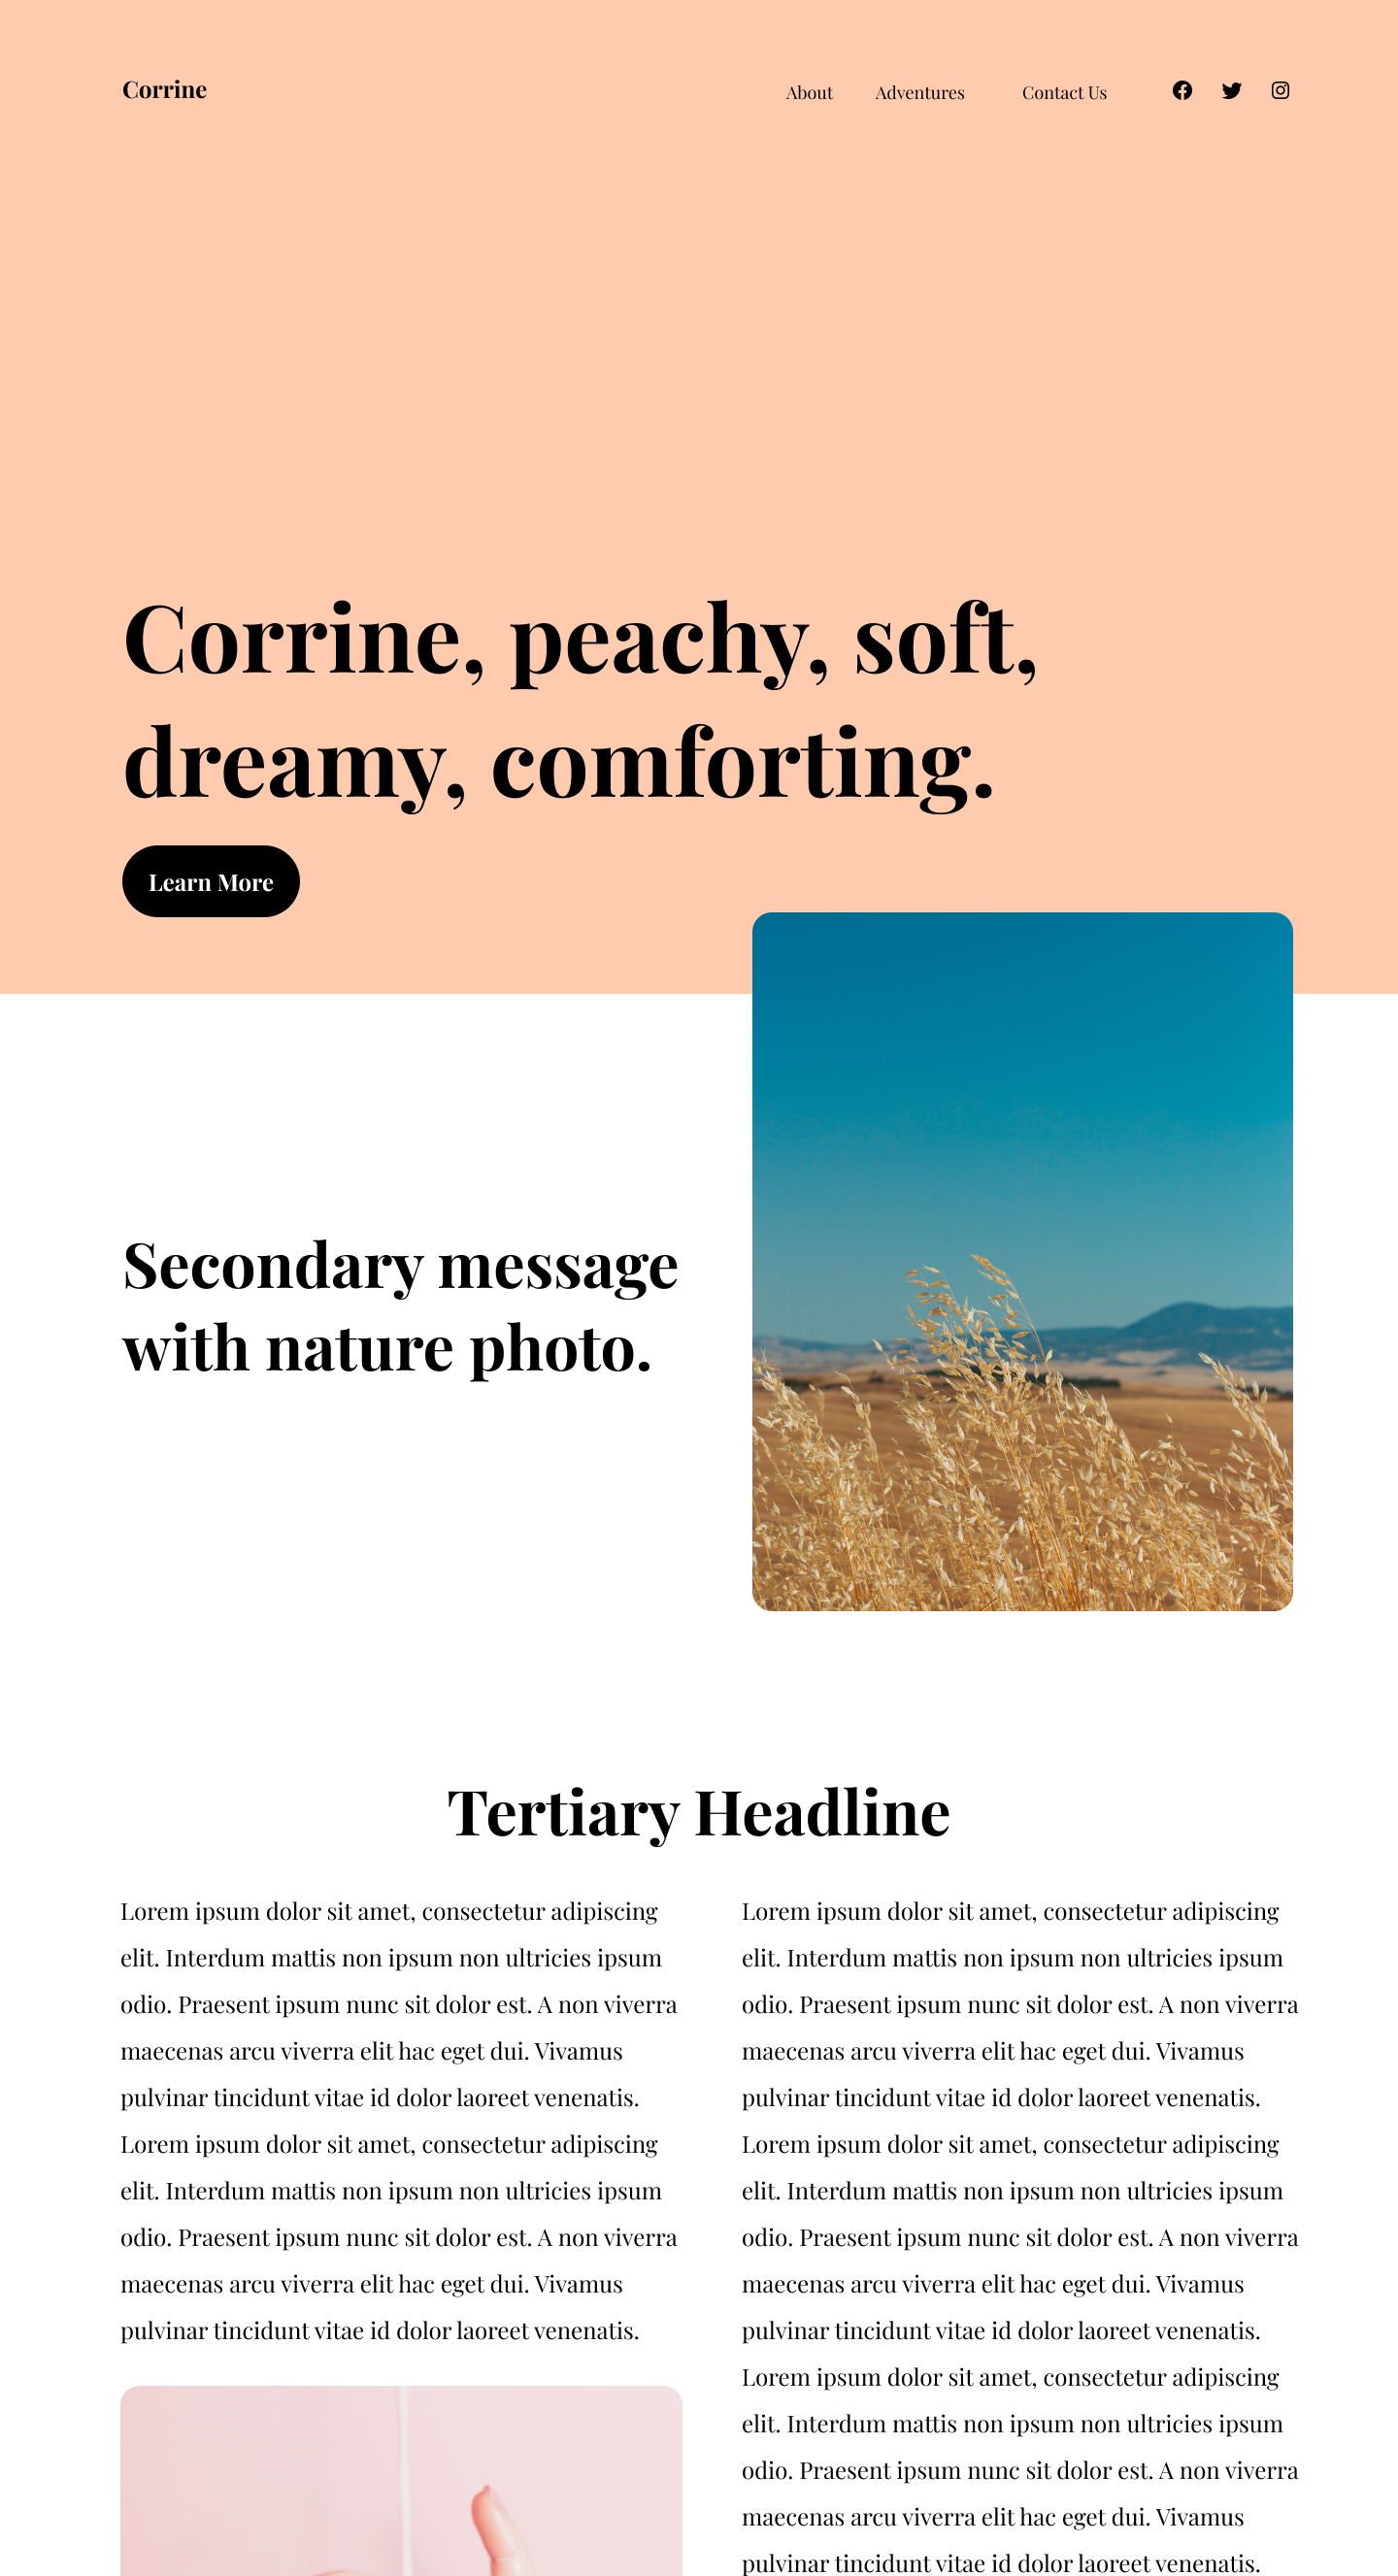 Corrine
About Adventures Contact Us
Corrine, peachy, soft,
dreamy, comforting.
Learn More
Secondary message
with nature photo.
Tertiary Headline
Lorem ipsum dolor sit amet, consectetur adipiscing
elit. Interdum mattis non ipsum non ultricies ipsum
odio. Praesent ipsum nunc sit dolor est. A non viverra
maecenas arcu viverra elit hac eget dui. Vivamus
pulvinar tincidunt vitae id dolor laoreet venenatis.
Lorem ipsum dolor sit amet, consectetur adipiscing
elit. Interdum mattis non ipsum non ultricies ipsum
odio. Praesent ipsum nunc sit dolor est. A non viverra
maecenas arcu viverra elit hac eget dui. Vivamus
pulvinar tincidunt vitae id dolor laoreet venenatis.
Lorem ipsum dolor sit amet, consectetur adipiscing
elit. Interdum mattis non ipsum non ultricies ipsum
odio. Praesent ipsum nunc sit dolor est. A non viverra
maecenas arcu viverra elit hac eget dui. Vivamus
pulvinar tincidunt vitae id dolor laoreet venenatis.
Lorem ipsum dolor sit amet, consectetur adipiscing
elit. Interdum mattis non ipsum non ultricies ipsum
odio. Praesent ipsum nunc sit dolor est. A non viverra
maecenas arcu viverra elit hac eget dui. Vivamus
pulvinar tincidunt vitae id dolor laoreet venenatis.
Lorem ipsum dolor sit amet, consectetur adipiscing
elit. Interdum mattis non ipsum non ultricies ipsum
odio. Praesent ipsum nunc sit dolor est. A non viverra
maecenas arcu viverra elit hac eget dui. Vivamus
pulvinar tincidunt vitae id dolor laoreet venenatis.